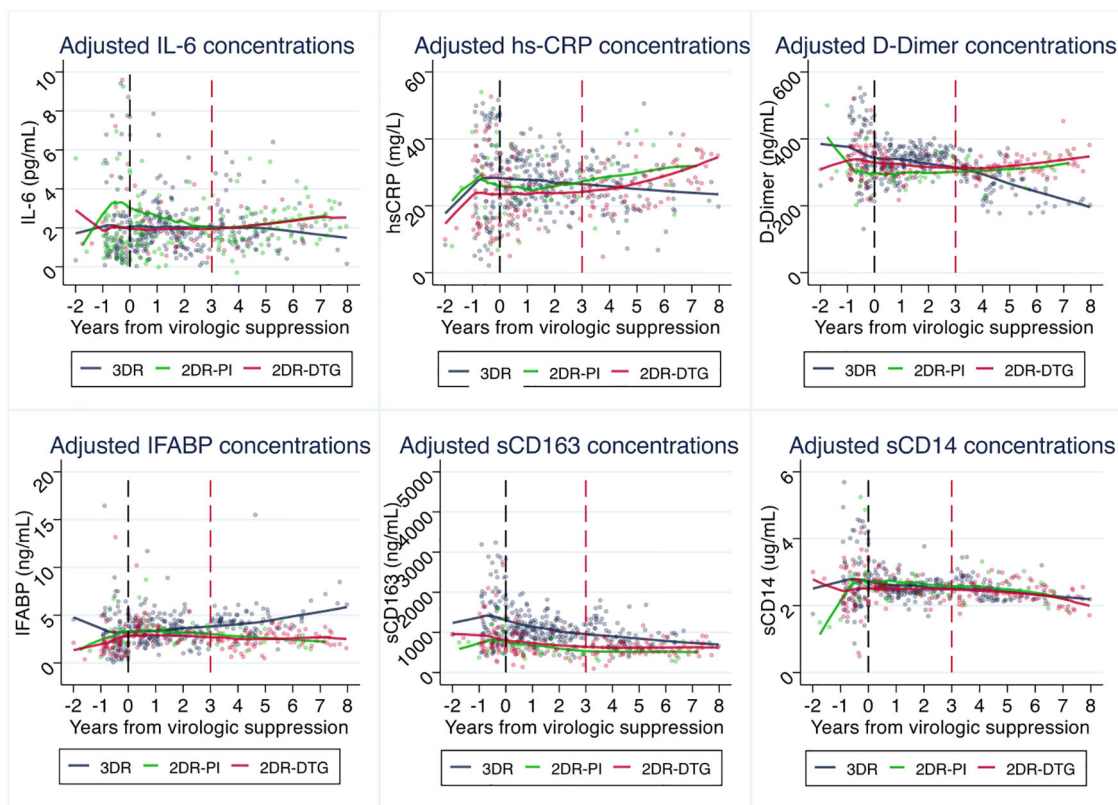 Adjusted IL-6 concentrations
IL-6 (pg/mL)
10
8
6
4
2
0
-2 -1 0 1 2 3 4 5 6 7 8
Years from virologic suppression
3DR 2DR-PI 2DR-DTG
Adjusted hs-CRP concentrations
hsCRP (mg/L)
60
40
20
0
-2 -1 0 1 2 3 4 5 6 7 8
Years from virologic suppression
3DR 2DR-PI 2DR-DTG
Adjusted D-Dimer concentrations
D-Dimer (ng/mL)
600
400
200
0
-2 -1 0 1 2 3 4 5 6 7 8
Years from virologic suppression
3DR 2DR-PI 2DR-DTG
Adjusted IFABP concentrations
IFABP (ng/mL)
20
15
10
5
0
-2 -1 0 1 2 3 4 5 6 7 8
Years from virologic suppression
3DR 2DR-PI 2DR-DTG
Adjusted sCD163 concentrations
sCD163 (ng/mL)
5000
4000
3000
2000
1000
0
-2 -1 0 1 2 3 4 5 6 7 8
Years from virologic suppression
3DR 2DR-PI 2DR-DTG
Adjusted sCD14 concentrations
sCD14 (ug/mL)
6
4
2
0
-2 -1 0 1 2 3 4 5 6 7 8
Years from virologic suppression
3DR 2DR-PI 2DR-DTG